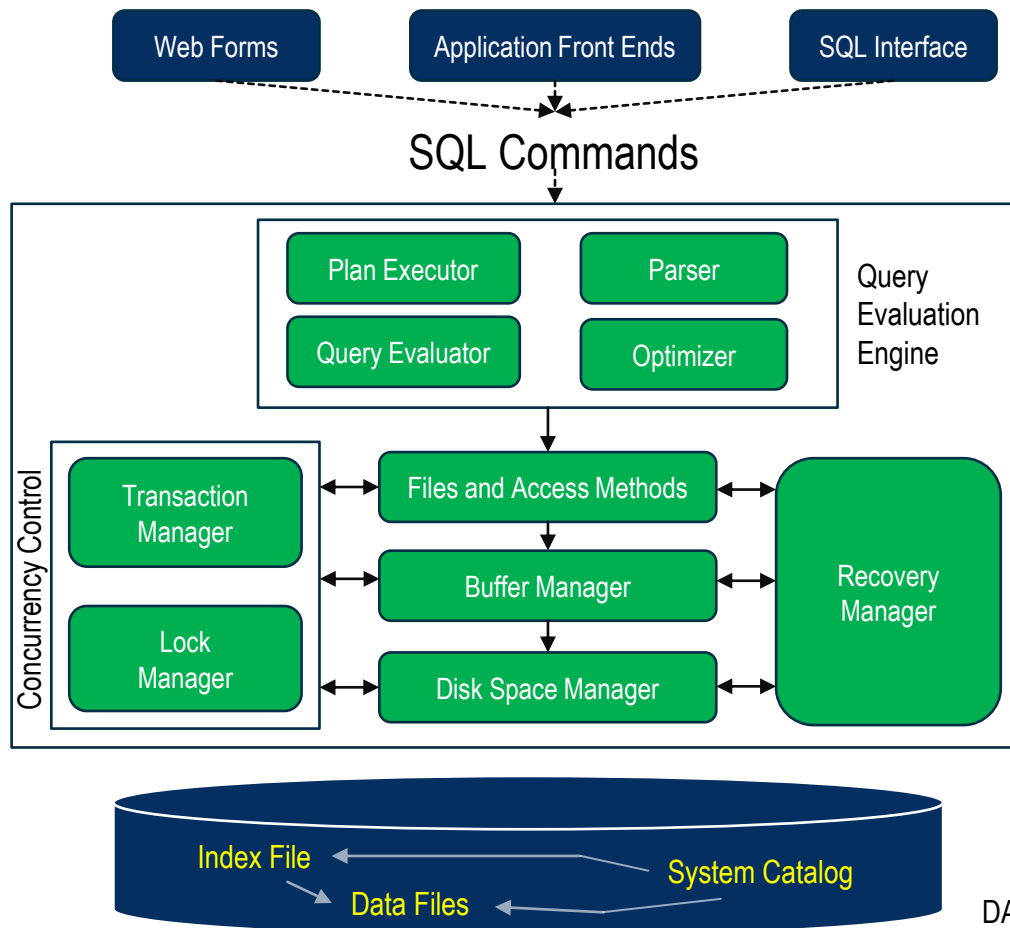 Web Forms
Application Front Ends
SQL Interface
SQL Commands
Plan Executor
Parser
Query Evaluator
Optimizer
Query
Evaluation
Engine
Concurrency Control
Transaction
Manager
Lock
Manager
Files and Access Methods
Buffer Manager
Disk Space Manager
Recovery
Manager
Index File
System Catalog
Data Files
DA